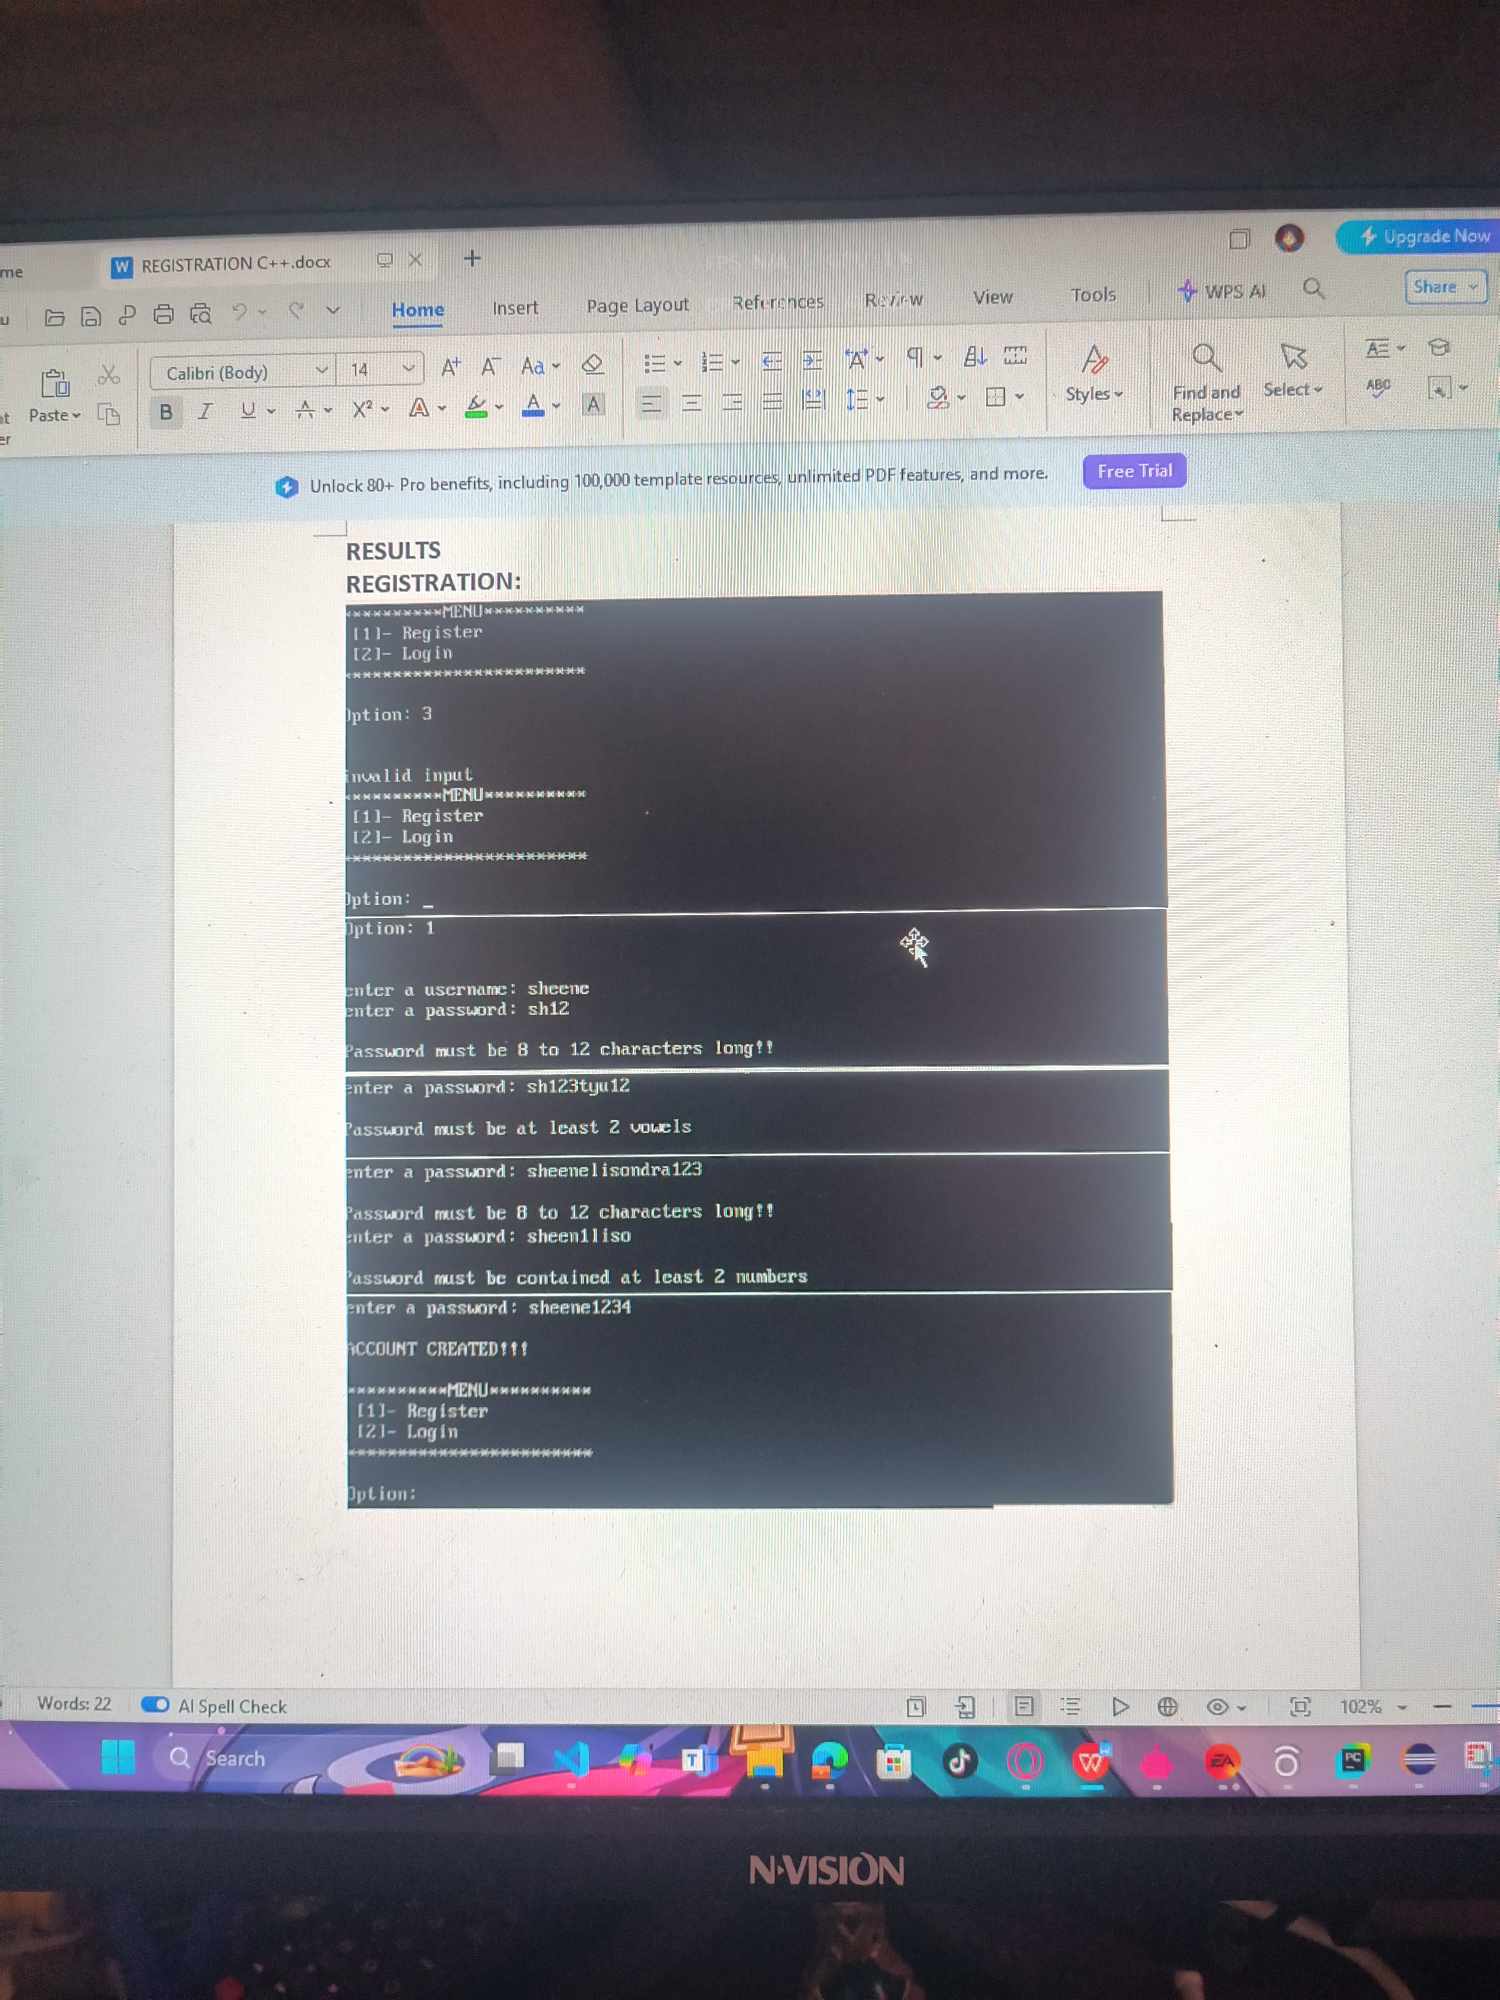 me
REGISTRATION C++.docx
Upgrade Now
u
Home
Insert
Page Layout
References
Review
View
Tools
WPS AI
Share
Calibri (Body)
14
Paste
Styles
Find and
Replace
Select
at
er
Unlock 80+ Pro benefits, including 100,000 template resources, unlimited PDF features, and more.
Free Trial
RESULTS
REGISTRATION:
**********MENU**********
[1]- Register
[2]- Login
************************
Option: 3
invalid input
**********MENU**********
[1]- Register
[2]- Login
************************
Option: _
Option: 1
enter a username: sheene
enter a password: sh12
Password must be 8 to 12 characters long!!
enter a password: sh123tyu12
Password must be at least 2 vowels
enter a password: sheenelisondra123
Password must be 8 to 12 characters long!!
enter a password: sheen1liso
Password must be contained at least 2 numbers
enter a password: sheene1234
ACCOUNT CREATED!!!
**********MENU**********
[1]- Register
[2]- Login
************************
Option:
Words: 22
AI Spell Check
102%
Search
N-VISION